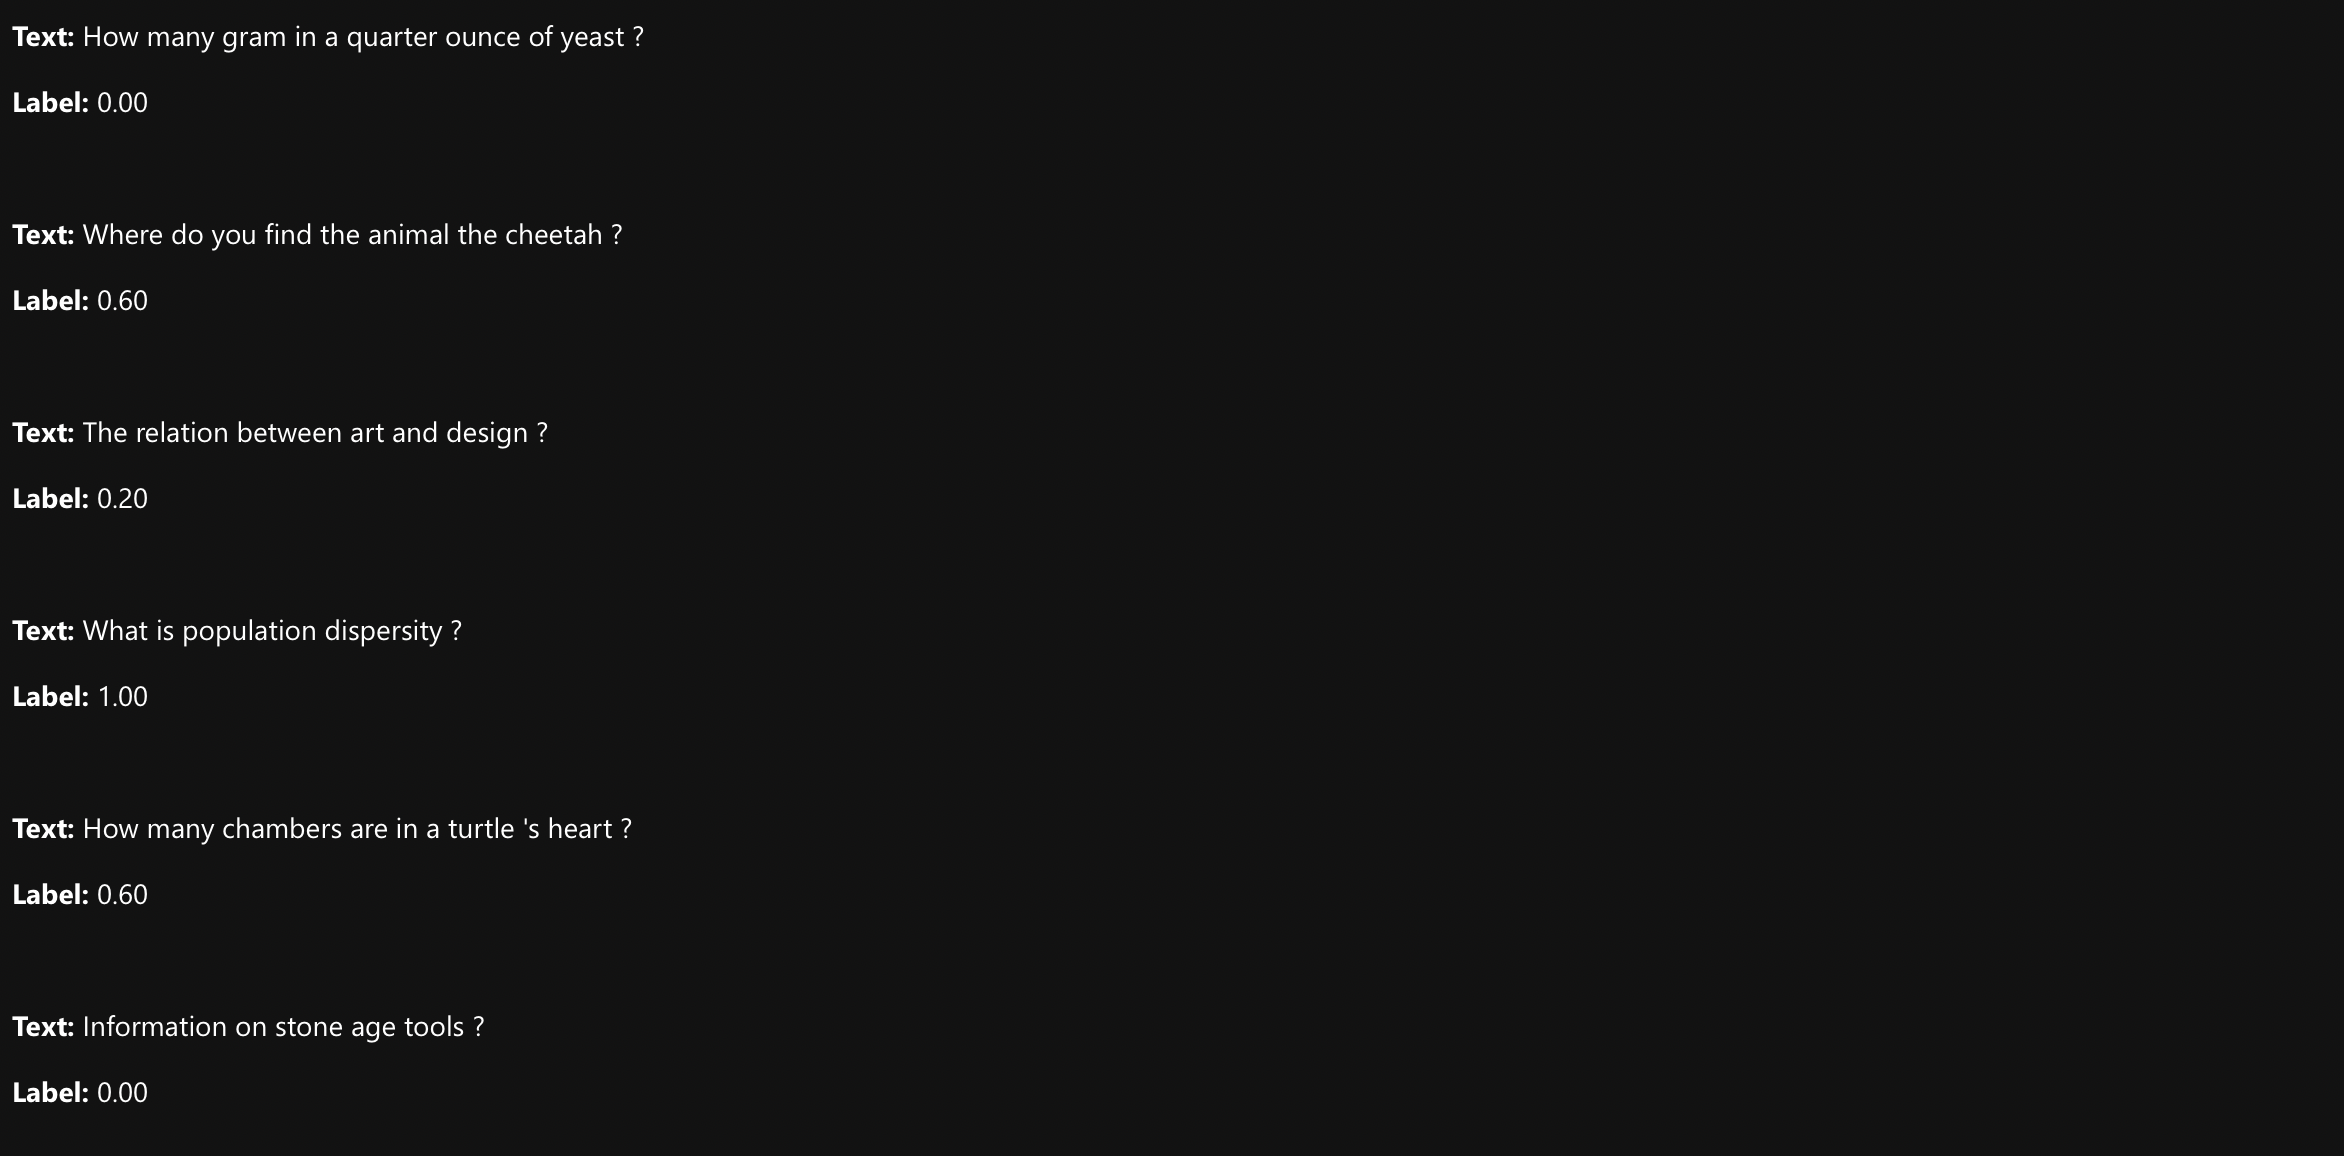 Text: How many gram in a quarter ounce of yeast ?
Label: 0.00
Text: Where do you find the animal the cheetah ?
Label: 0.60
Text: The relation between art and design ?
Label: 0.20
Text: What is population dispersity ?
Label: 1.00
Text: How many chambers are in a turtle 's heart ?
Label: 0.60
Text: Information on stone age tools ?
Label: 0.00